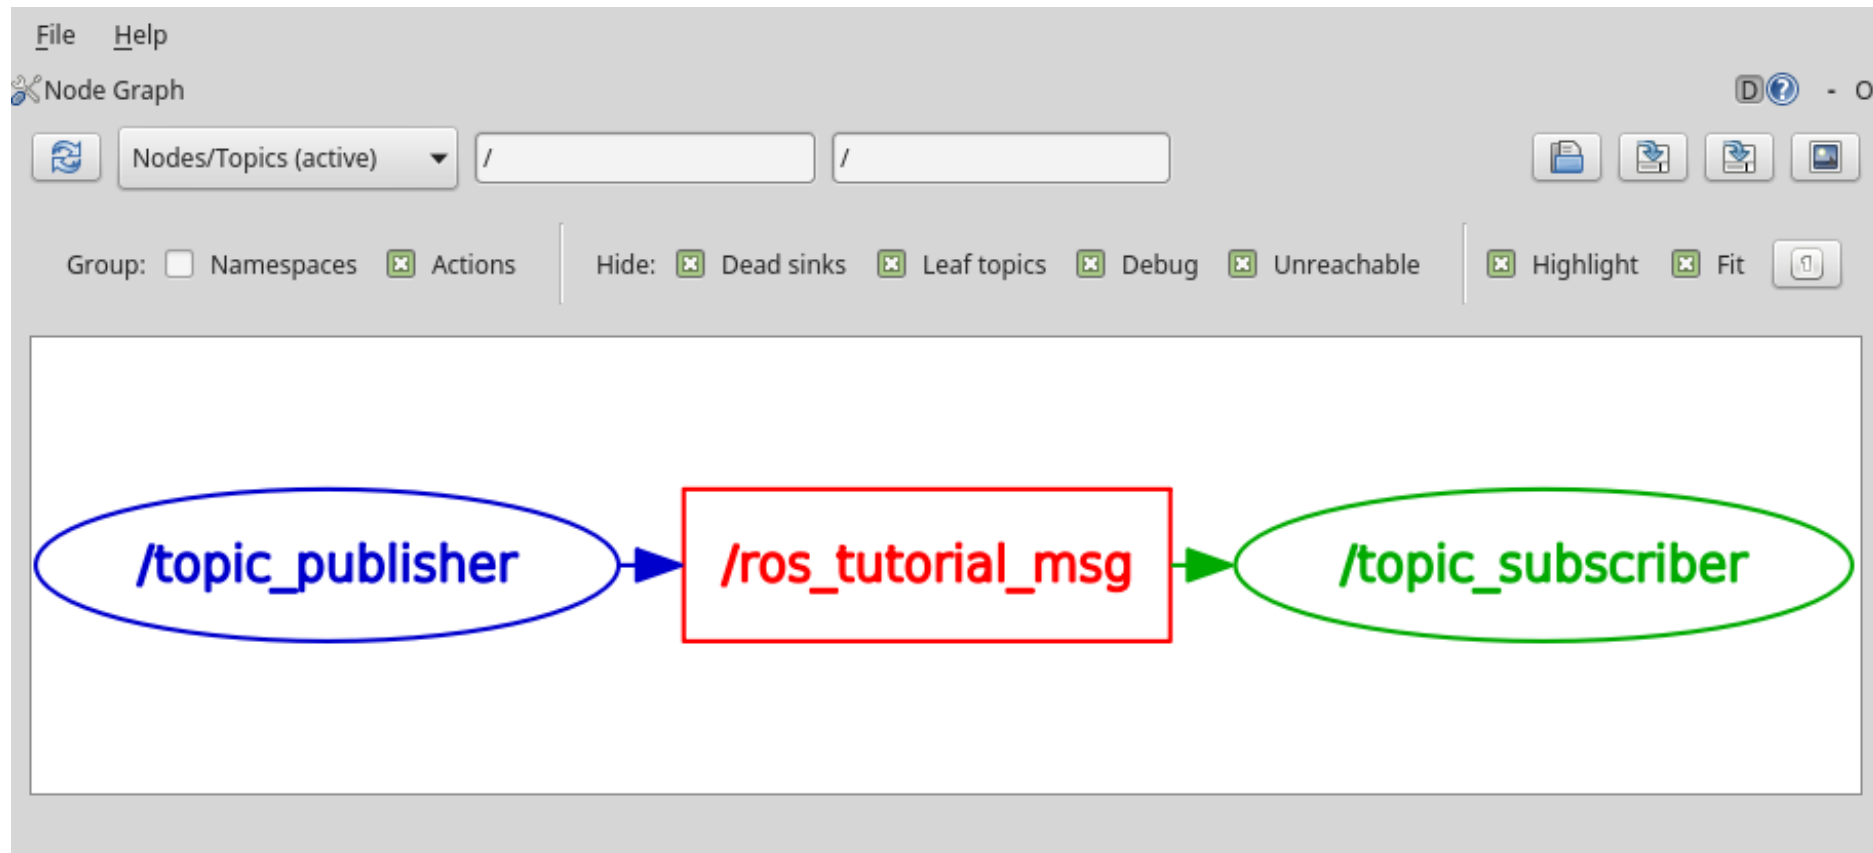 File Help
Node Graph D ? - O
Nodes/Topics (active) / /
Group: Namespaces Actions Hide: Dead sinks Leaf topics Debug Unreachable Highlight Fit
/topic_publisher /ros_tutorial_msg /topic_subscriber